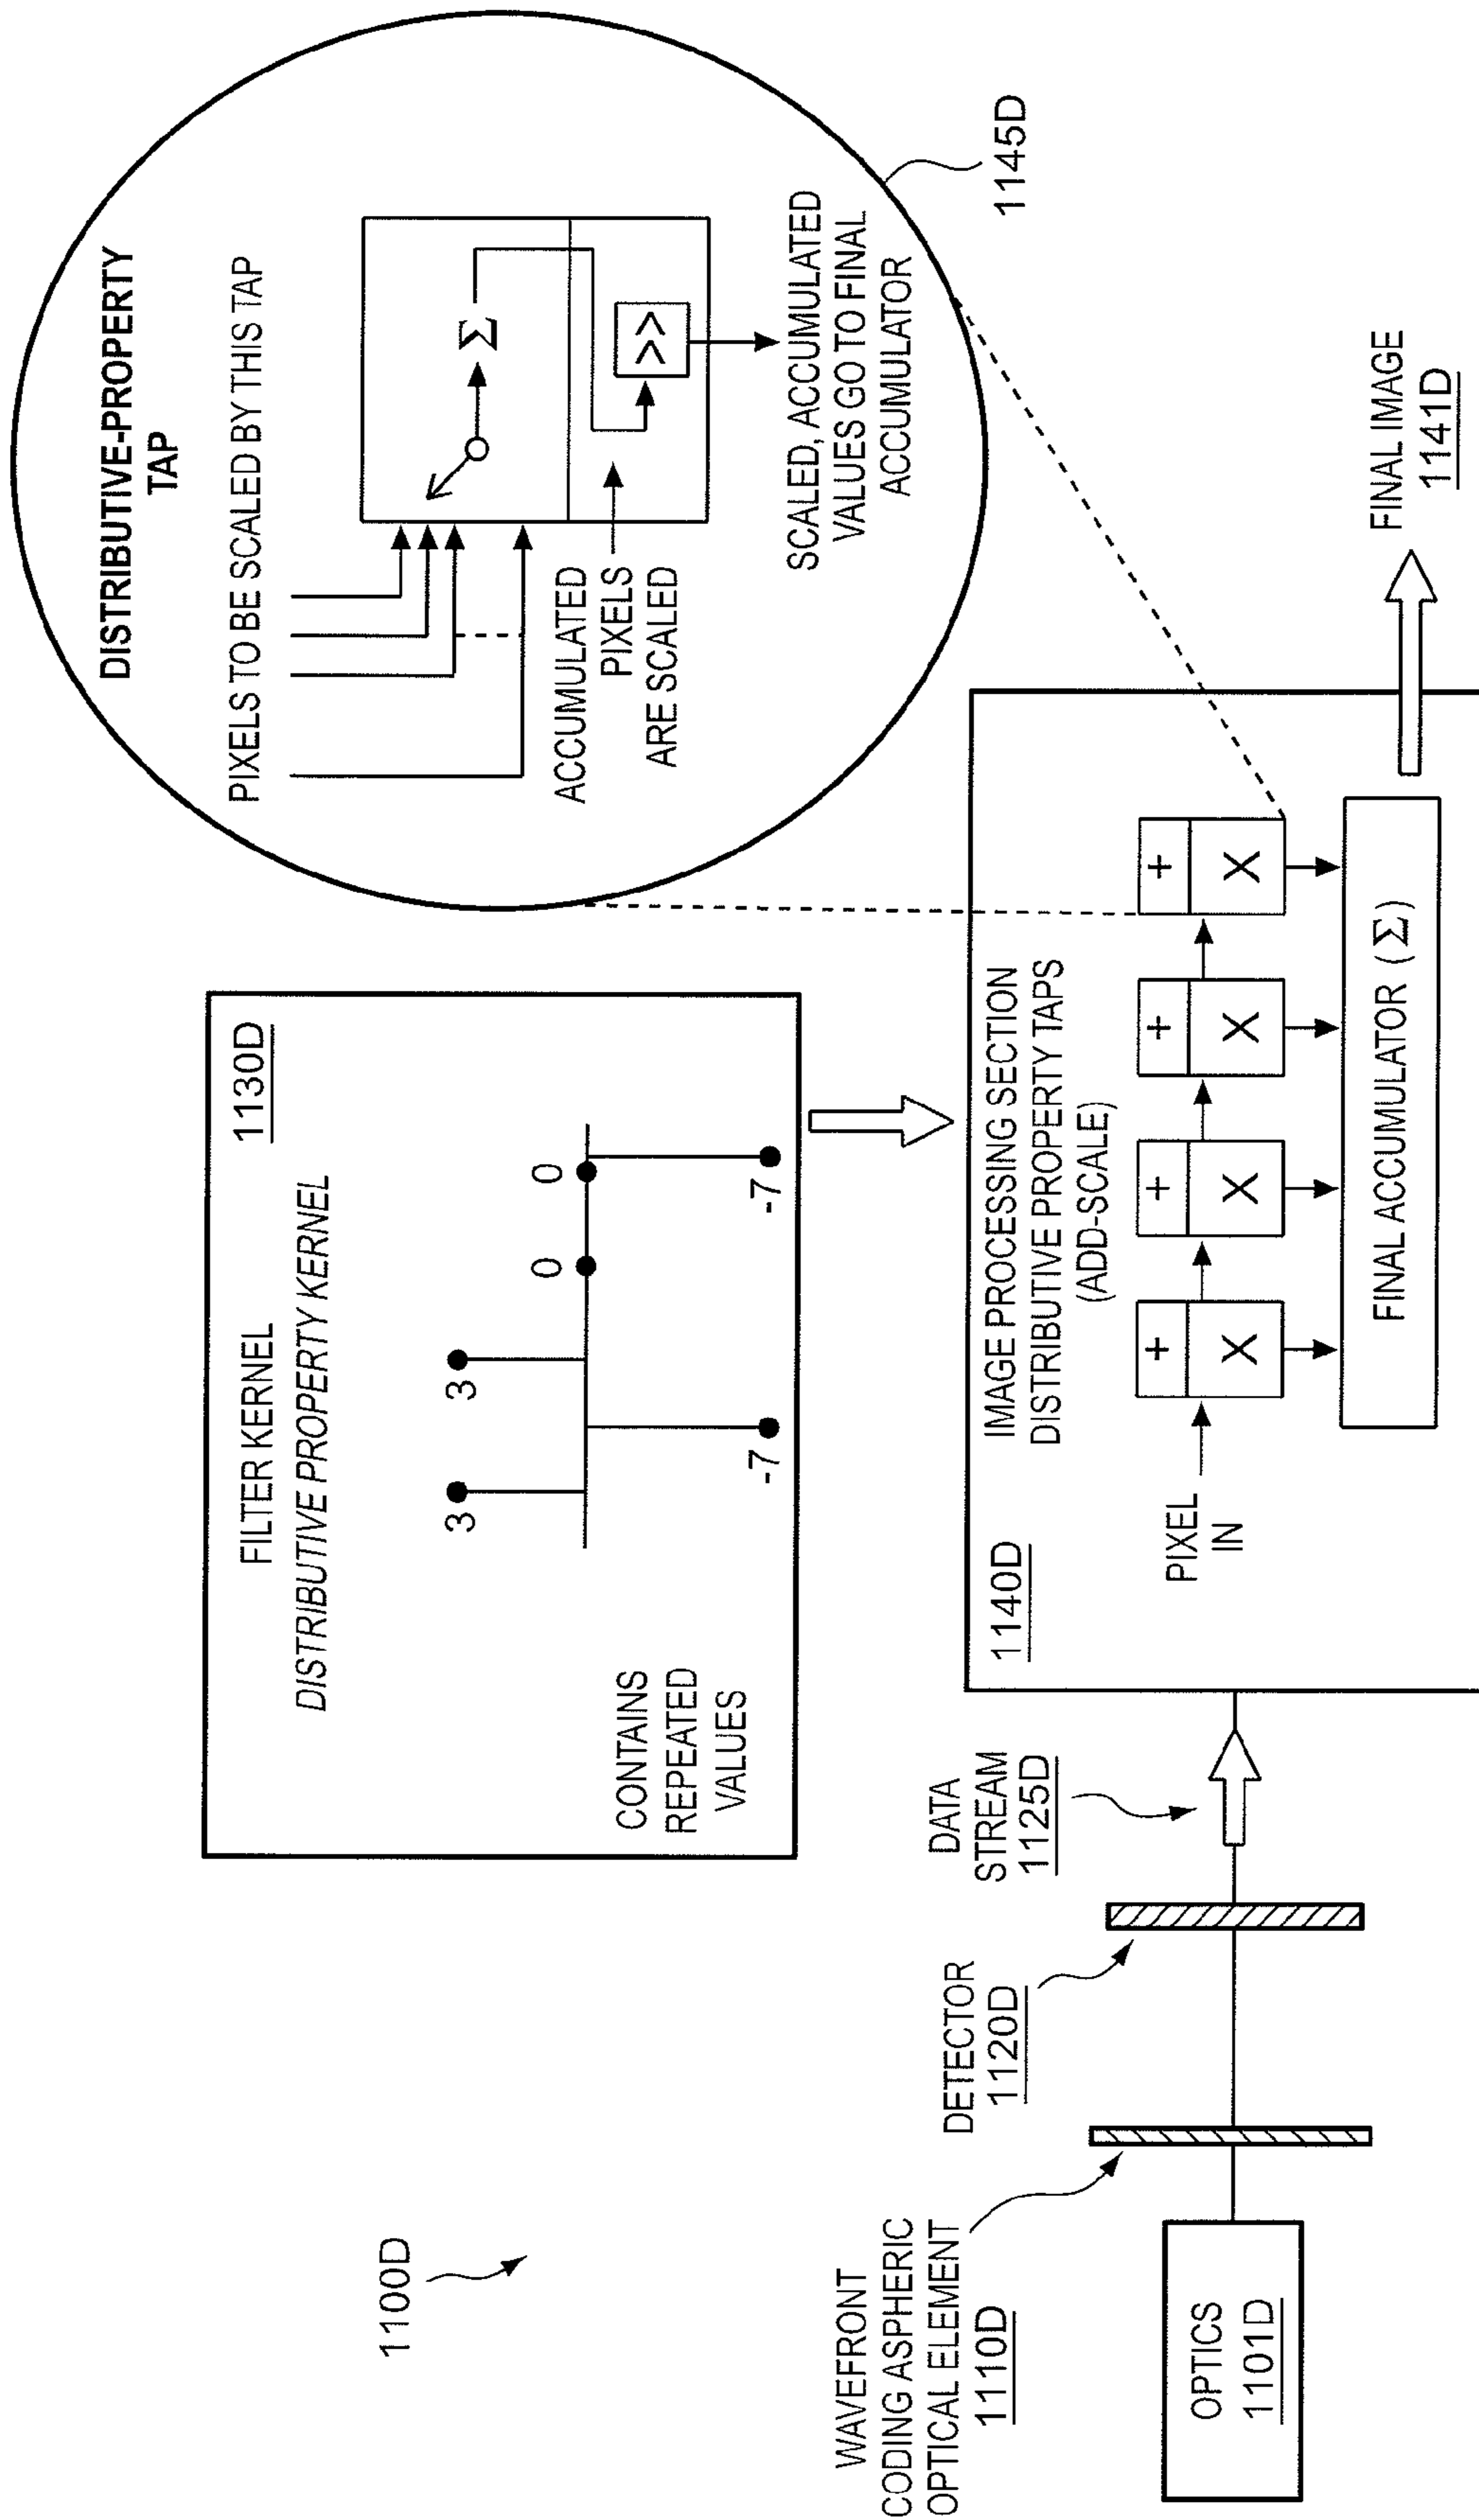 1100D
FILTER KERNEL
1130D
DISTRIBUTIVE PROPERTY KERNEL
3
3
0
0
-7
-7
CONTAINS
REPEATED
VALUES
DISTRIBUTIVE-PROPERTY
TAP
PIXELS TO BE SCALED BY THIS TAP
Σ
>>
ACCUMULATED
PIXELS
ARE SCALED
SCALED, ACCUMULATED
VALUES GO TO FINAL
ACCUMULATOR
1145D
WAVEFRONT
CODING ASPHERIC
OPTICAL ELEMENT
1110D
OPTICS
1101D
DETECTOR
1120D
DATA
STREAM
1125D
1140D
IMAGE PROCESSING SECTION
DISTRIBUTIVE PROPERTY TAPS
(ADD-SCALE)
PIXEL
IN
+ + + +
X X X X
FINAL ACCUMULATOR (Σ)
FINAL IMAGE
1141D